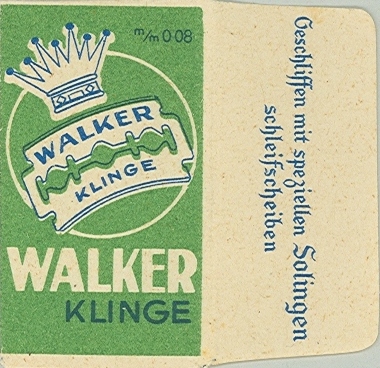 m/m 0 08
WALKER
KLINGE
WALKER
KLINGE
Geschliffen mit speziellen Solingen
schleifscheiben